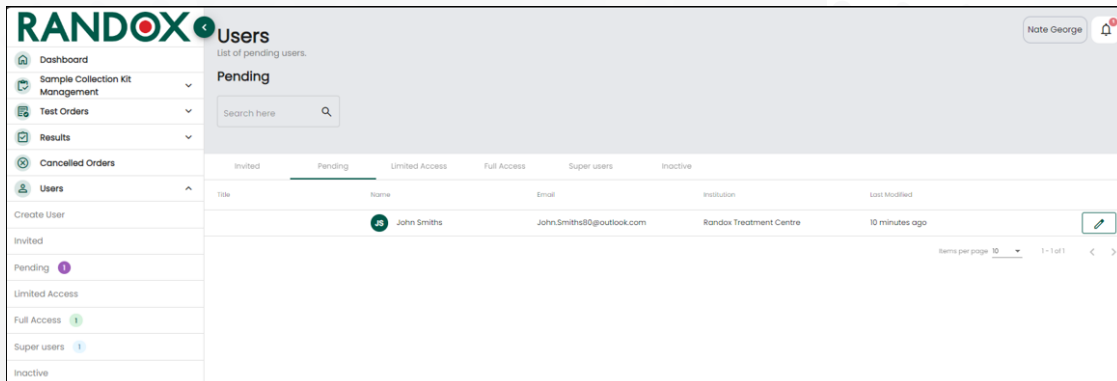 RANDOX
Dashboard
Sample Collection Kit
Management
Test Orders
Results
Cancelled Orders
Users
Create User
Invited
Pending 1
Limited Access
Full Access 1
Super users 1
Inactive
Users
List of pending users.
Pending
Search here
Nate George
Invited Pending Limited Access Full Access Super users Inactive
Title Name Email Institution Last Modified
JS John Smiths John.Smiths80@outlook.com Randox Treatment Centre 10 minutes ago
Items per page 10 1 - 1 of 1